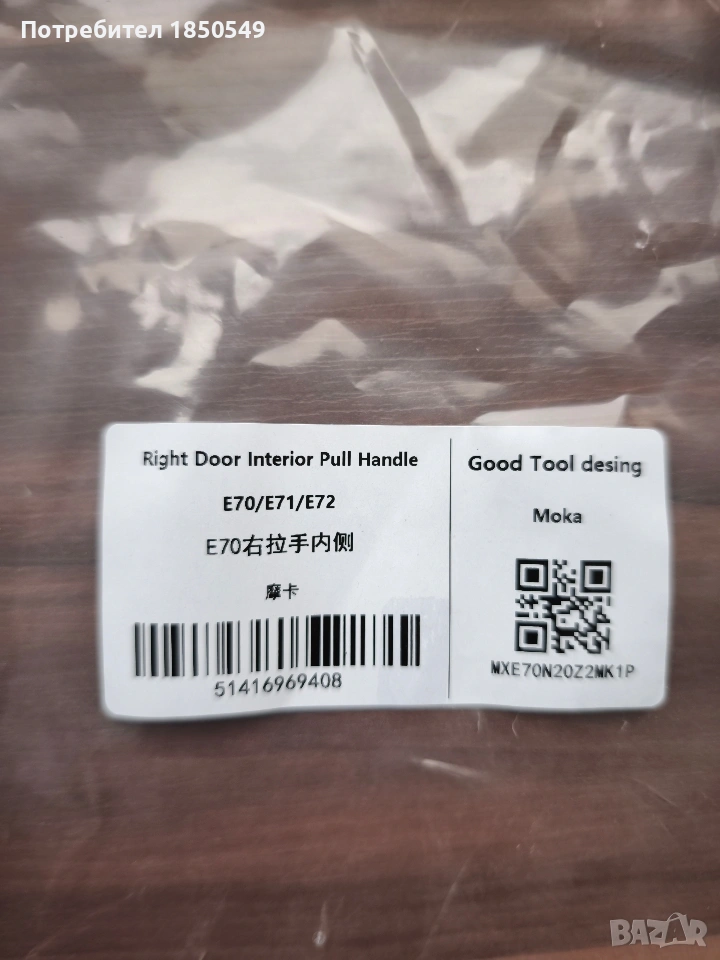 Потребител 1850549
Right Door Interior Pull Handle
E70/E71/E72
E70右拉手内侧
摩卡
51416969408
Good Tool desing
Moka
MXE70N20Z2MK1P
BAZAR